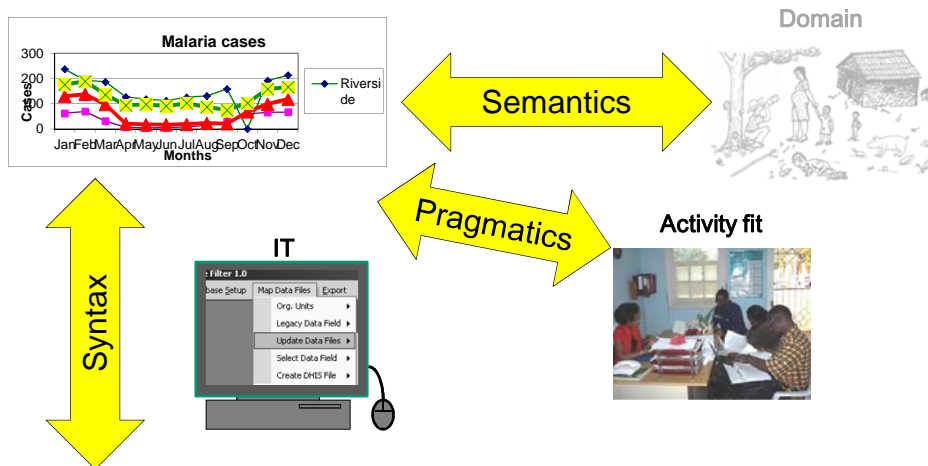 Domain
Malaria cases
300
200
100
0
Cases
Jan Feb Mar Apr May Jun Jul Aug Sep Oct Nov Dec
Months
Riversi
de
Semantics
Pragmatics
Activity fit
IT
Syntax
e Filter 1.0
base Setup Map Data Files Export
Org. Units
Legacy Data Field
Update Data Files
Select Data Field
Create DHIS File